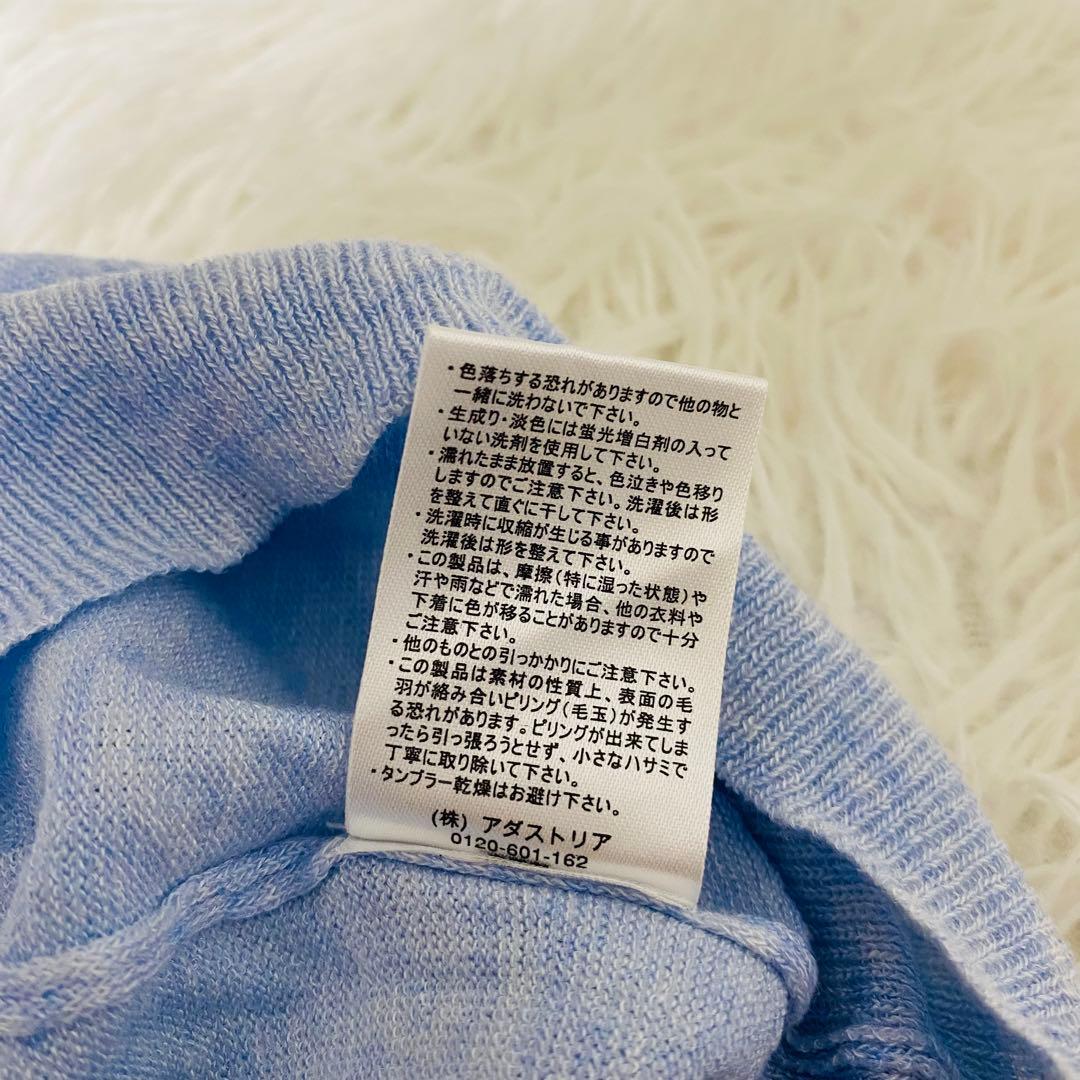 ・色落ちする恐れがありますので他の物と
一緒に洗わないで下さい。
・生成り・淡色には蛍光増白剤の入って
いない洗剤を使用して下さい。
・濡れたまま放置すると、色泣きや色移り
しますのでご注意下さい。洗濯後は形
を整えて直ぐに干して下さい。
・洗濯時に収縮が生じる事がありますので
洗濯後は形を整えて下さい。
・この製品は、摩擦(特に湿った状態)や
汗や雨などで濡れた場合、他の衣料や
下着に色が移ることがありますので十分
ご注意下さい。
・他のものとの引っかかりにご注意下さい。
・この製品は素材の性質上、表面の毛
羽が絡み合いピリング(毛玉)が発生す
る恐れがあります。ピリングが出来てしま
ったら引っ張ろうとせず、小さなハサミで
丁寧に取り除いて下さい。
・タンブラー乾燥はお避け下さい。
(株) アダストリア
0120-601-162